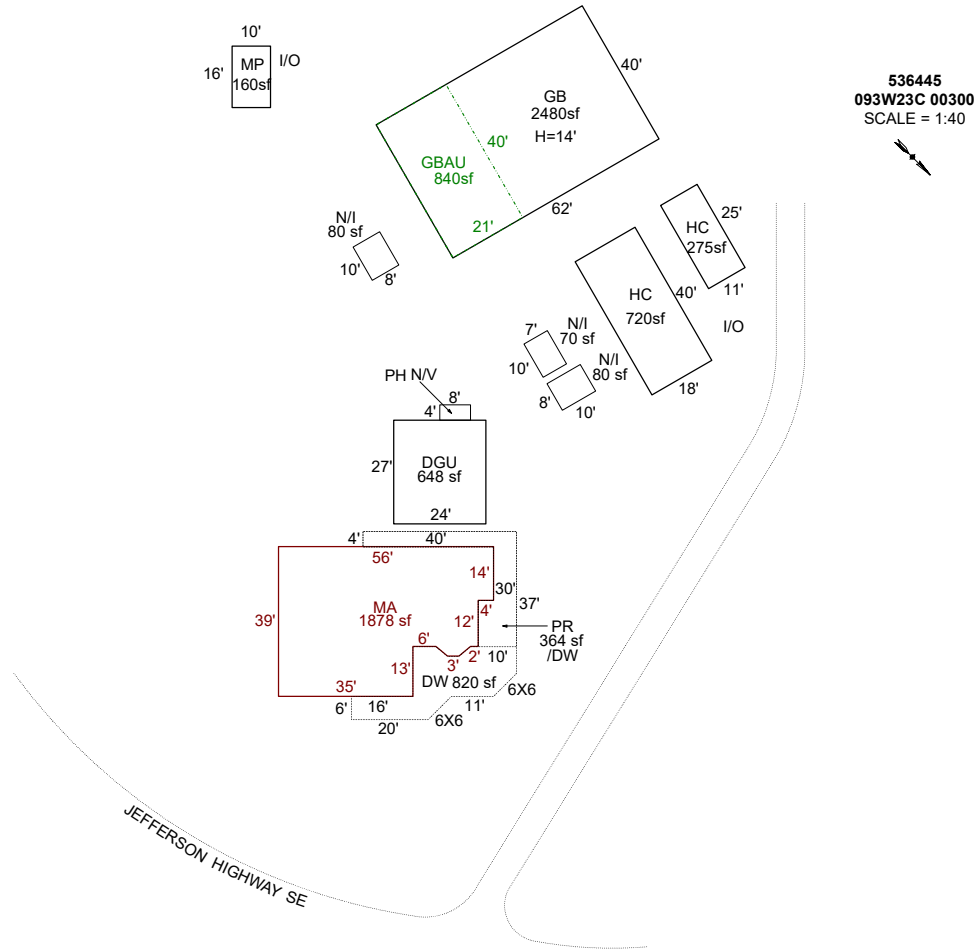 10'
16'
MP
160sf
I/O
536445
093W23C 00300
SCALE = 1:40
40'
GB
2480sf
H=14'
40'
GBAU
840sf
21'
62'
N/I
80 sf
10'
8'
25'
HC
275sf
11'
HC
720sf
40'
I/O
18'
7'
N/I
70 sf
10'
N/I
80 sf
8'
10'
PH N/V
8'
4'
27'
DGU
648 sf
24'
4'
40'
56'
14'
30'
37'
4'
39'
MA
1878 sf
12'
PR
364 sf
/DW
6'
2'
10'
3'
13'
DW 820 sf
6X6
35'
6'
16'
11'
20'
6X6
JEFFERSON HIGHWAY SE